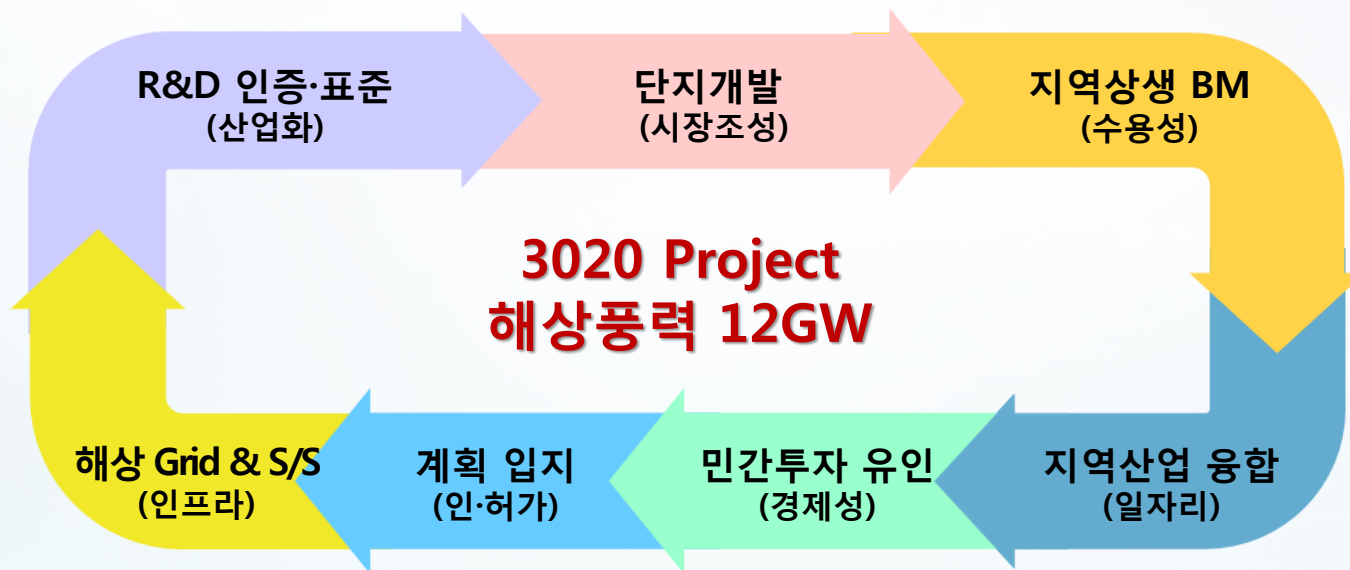 R&D 인증·표준
(산업화)
단지개발
(시장조성)
지역상생 BM
(수용성)
3020 Project
해상풍력 12GW
해상 Grid & S/S
(인프라)
계획 입지
(인·허가)
민간투자 유인
(경제성)
지역산업 융합
(일자리)